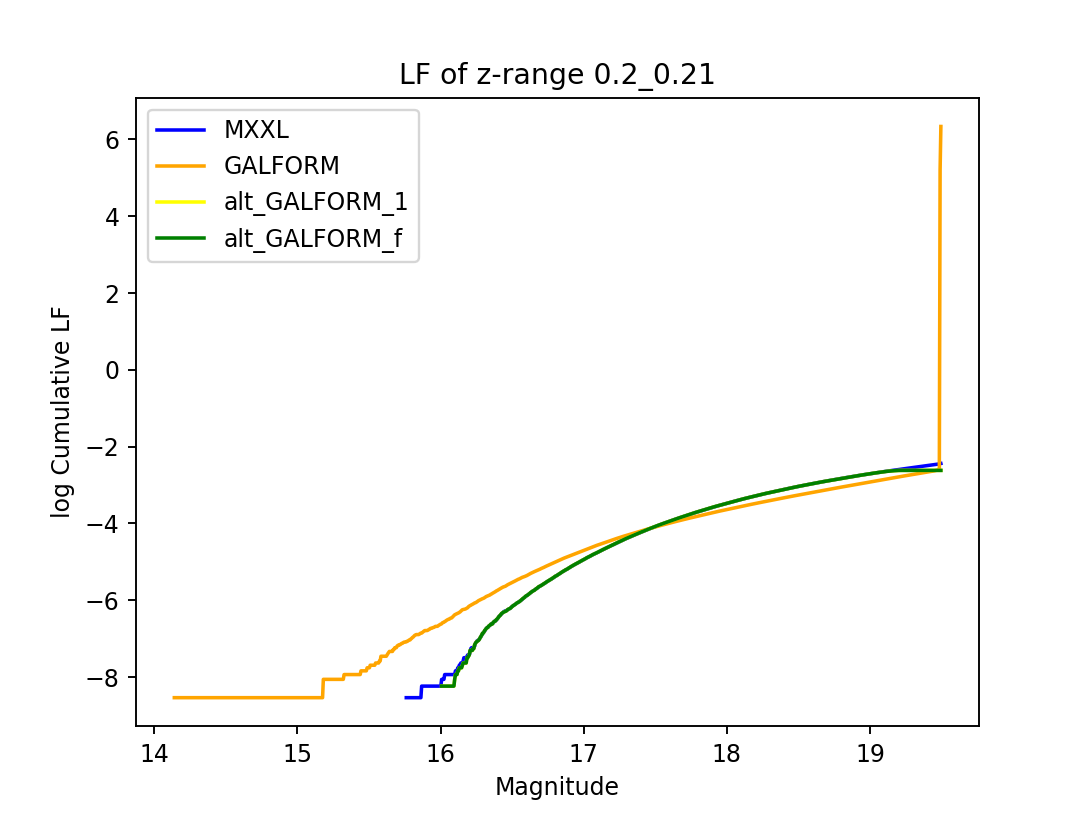 LF of z-range 0.2_0.21
MXXL
GALFORM
alt_GALFORM_1
alt_GALFORM_f
log Cumulative LF
6
4
2
0
−2
−4
−6
−8
14 15 16 17 18 19
Magnitude